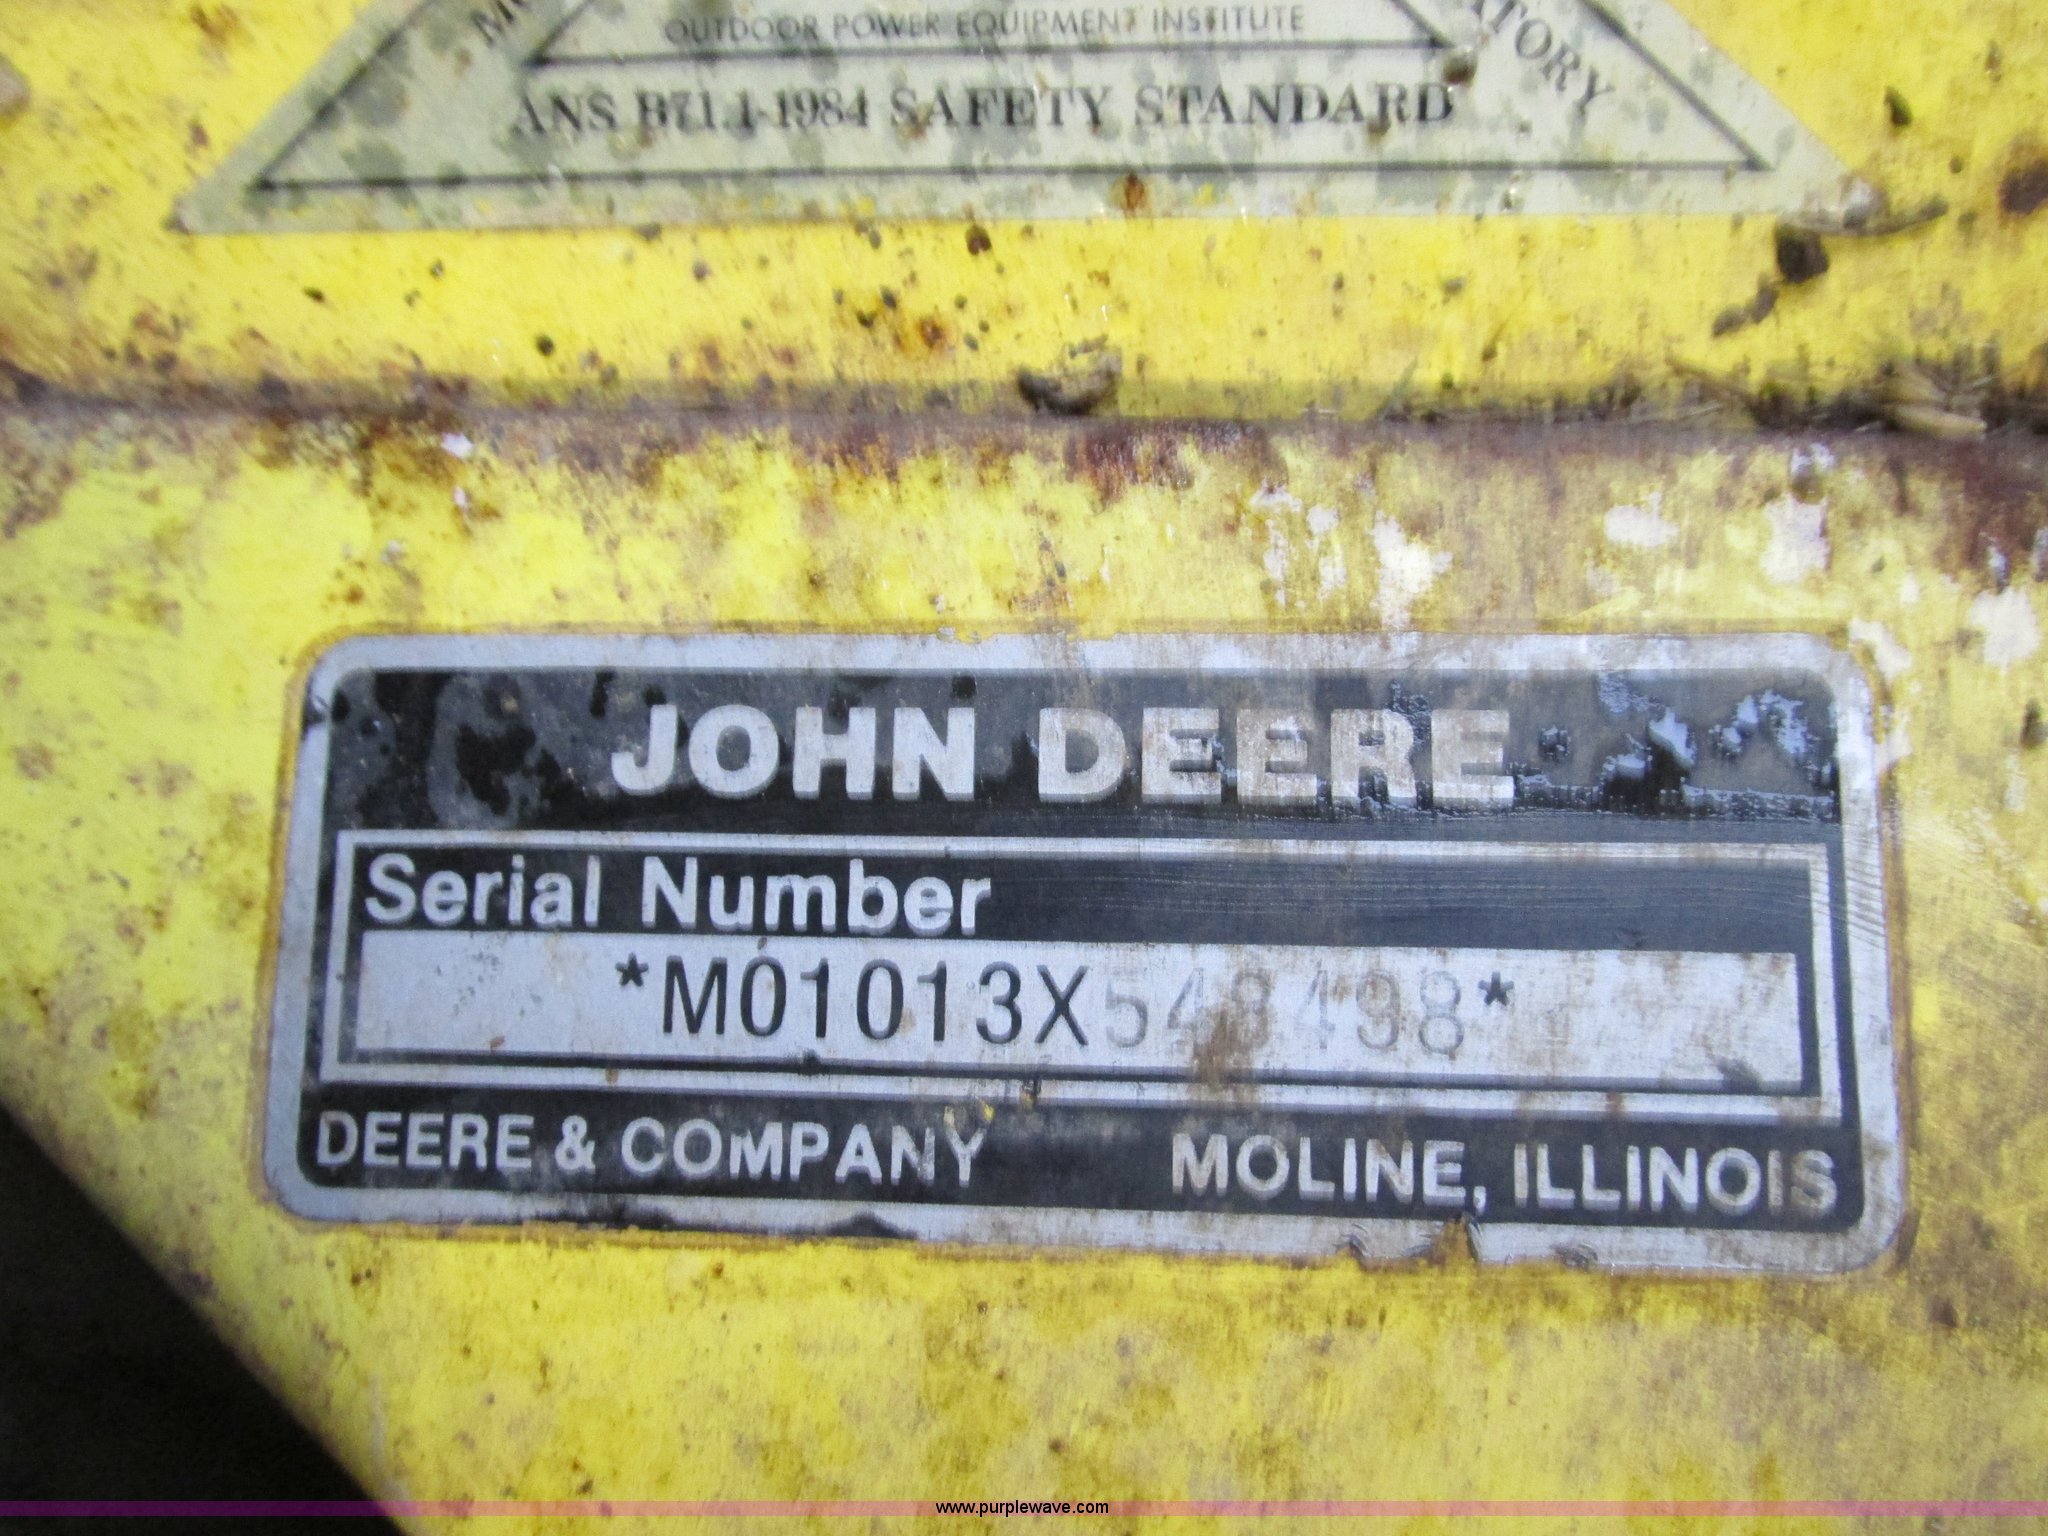 OUTDOOR POWER EQUIPMENT INSTITUTE
ANS B71.1-1984 SAFETY STANDARD
JOHN DEERE
Serial Number
*M01013X548498*
DEERE & COMPANY MOLINE, ILLINOIS
www.purplewave.com